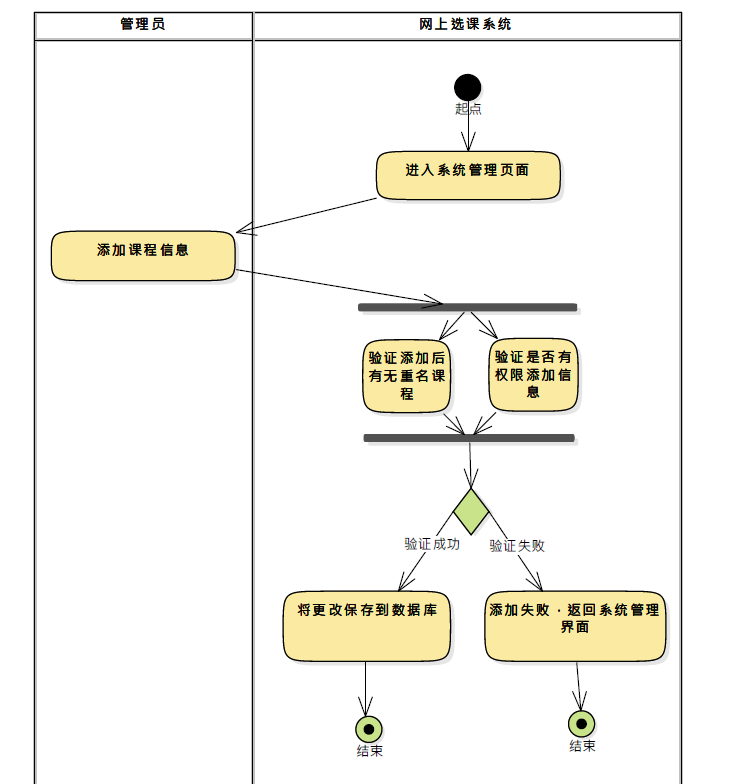 管理员
网上选课系统
起点
进入系统管理页面
添加课程信息
验证添加后
有无重名课
程
验证是否有
权限添加信
息
验证成功
验证失败
将更改保存到数据库
添加失败·返回系统管理
界面
结束
结束